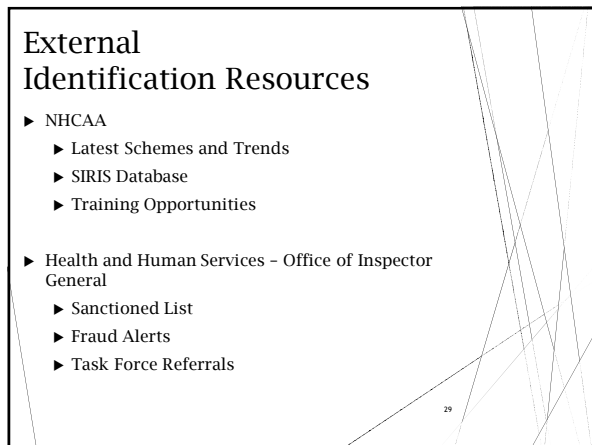 External
Identification Resources
▶ NHCAA
▶ Latest Schemes and Trends
▶ SIRIS Database
▶ Training Opportunities
▶ Health and Human Services – Office of Inspector
General
▶ Sanctioned List
▶ Fraud Alerts
▶ Task Force Referrals
29